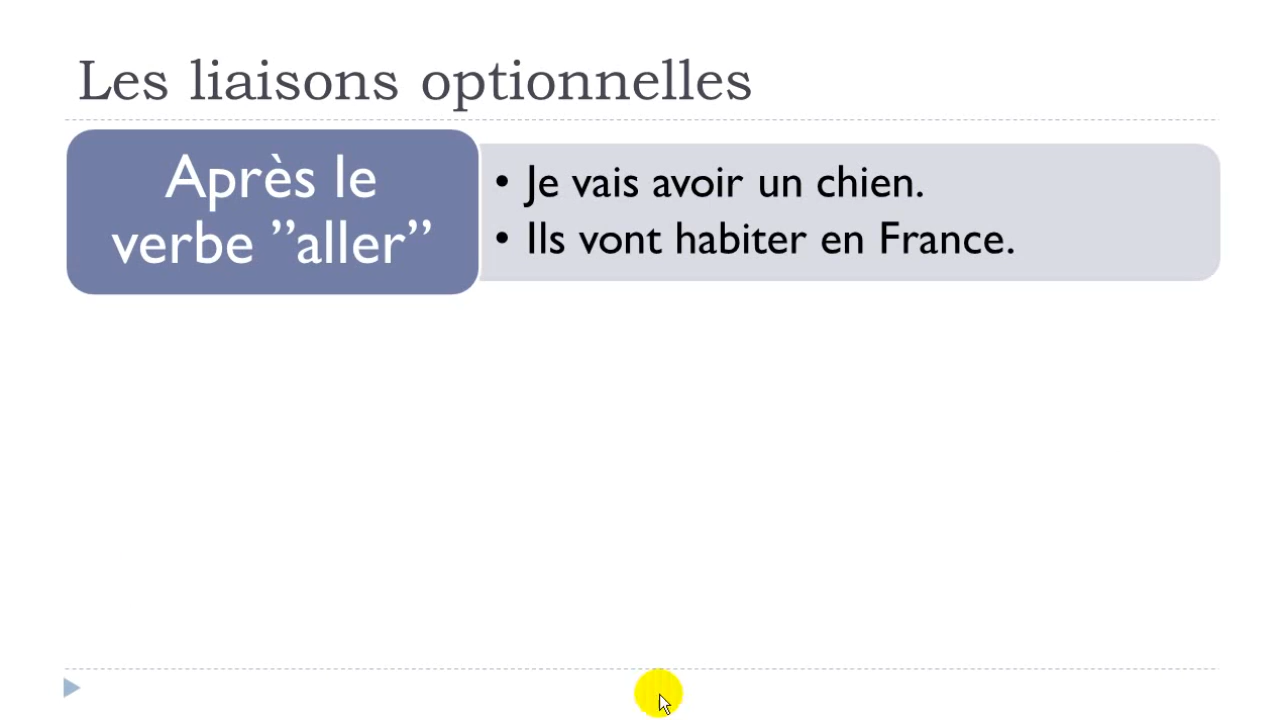 Les liaisons optionnelles
Après le
verbe ”aller”
• Je vais avoir un chien.
• Ils vont habiter en France.